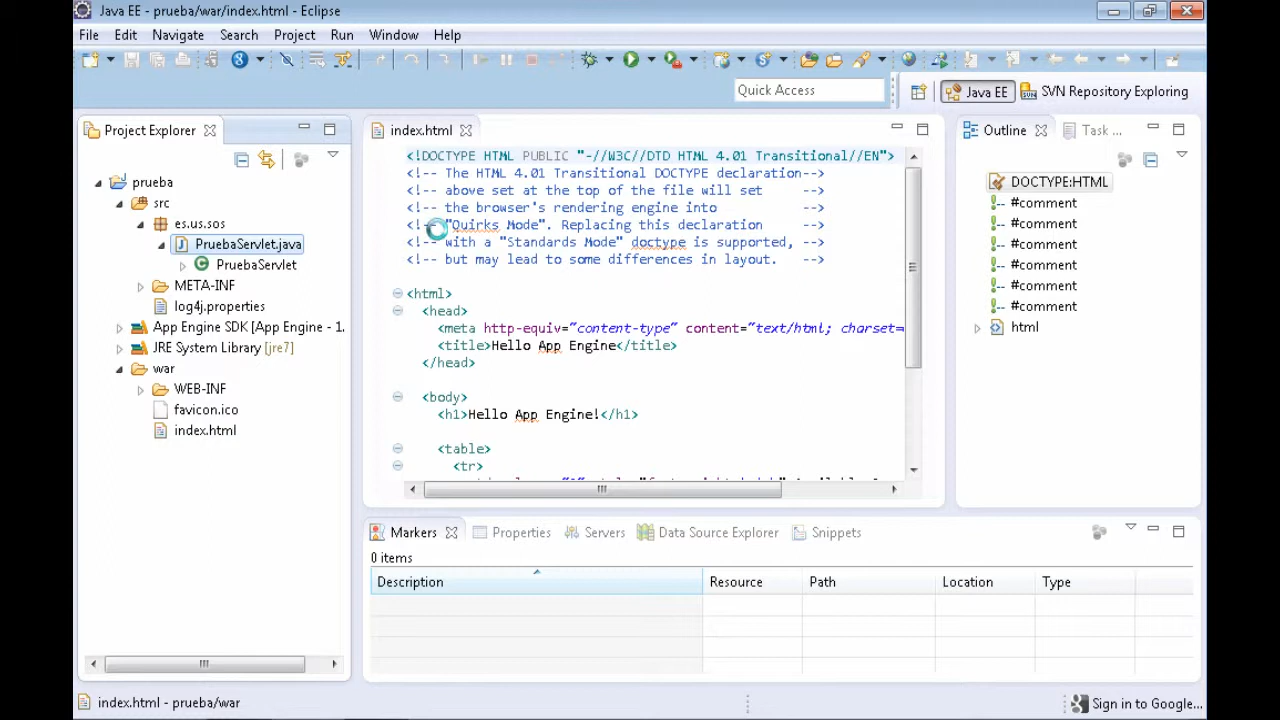 Java EE - prueba/war/index.html - Eclipse
File Edit Navigate Search Project Run Window Help
Quick Access
Java EE
SVN Repository Exploring
Project Explorer
prueba
src
es.us.sos
PruebaServlet.java
PruebaServlet
META-INF
log4j.properties
App Engine SDK [App Engine - 1.
JRE System Library [jre7]
war
WEB-INF
favicon.ico
index.html
index.html
<!DOCTYPE HTML PUBLIC "-//W3C//DTD HTML 4.01 Transitional//EN">
<!-- The HTML 4.01 Transitional DOCTYPE declaration-->
<!-- above set at the top of the file will set -->
<!-- the browser's rendering engine into -->
<!-- "Quirks Mode". Replacing this declaration -->
<!-- with a "Standards Mode" doctype is supported, -->
<!-- but may lead to some differences in layout. -->
<html>
<head>
<meta http-equiv="content-type" content="text/html; charset=
<title>Hello App Engine</title>
</head>
<body>
<h1>Hello App Engine!</h1>
<table>
<tr>
Outline
Task ...
DOCTYPE:HTML
#comment
#comment
#comment
#comment
#comment
#comment
html
Markers Properties Servers Data Source Explorer Snippets
0 items
Description Resource Path Location Type
index.html - prueba/war
Sign in to Google...